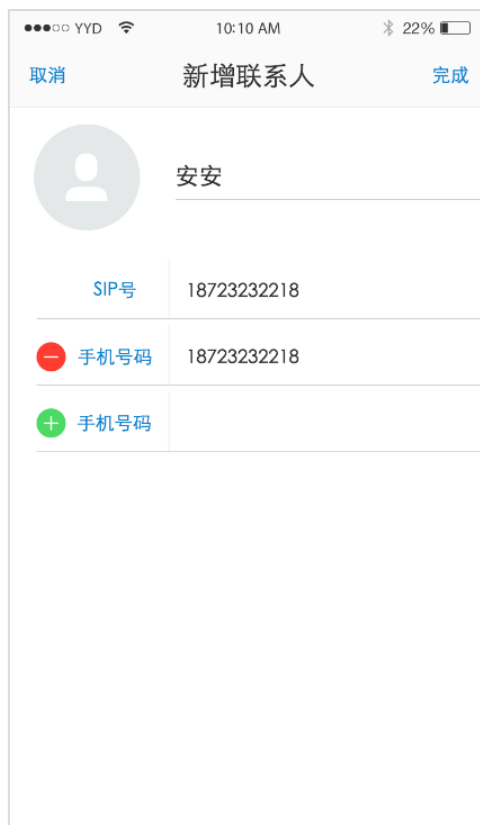 YYD 10:10 AM 22%
取消 新增联系人 完成
安安
SIP号 18723232218
手机号码 18723232218
手机号码